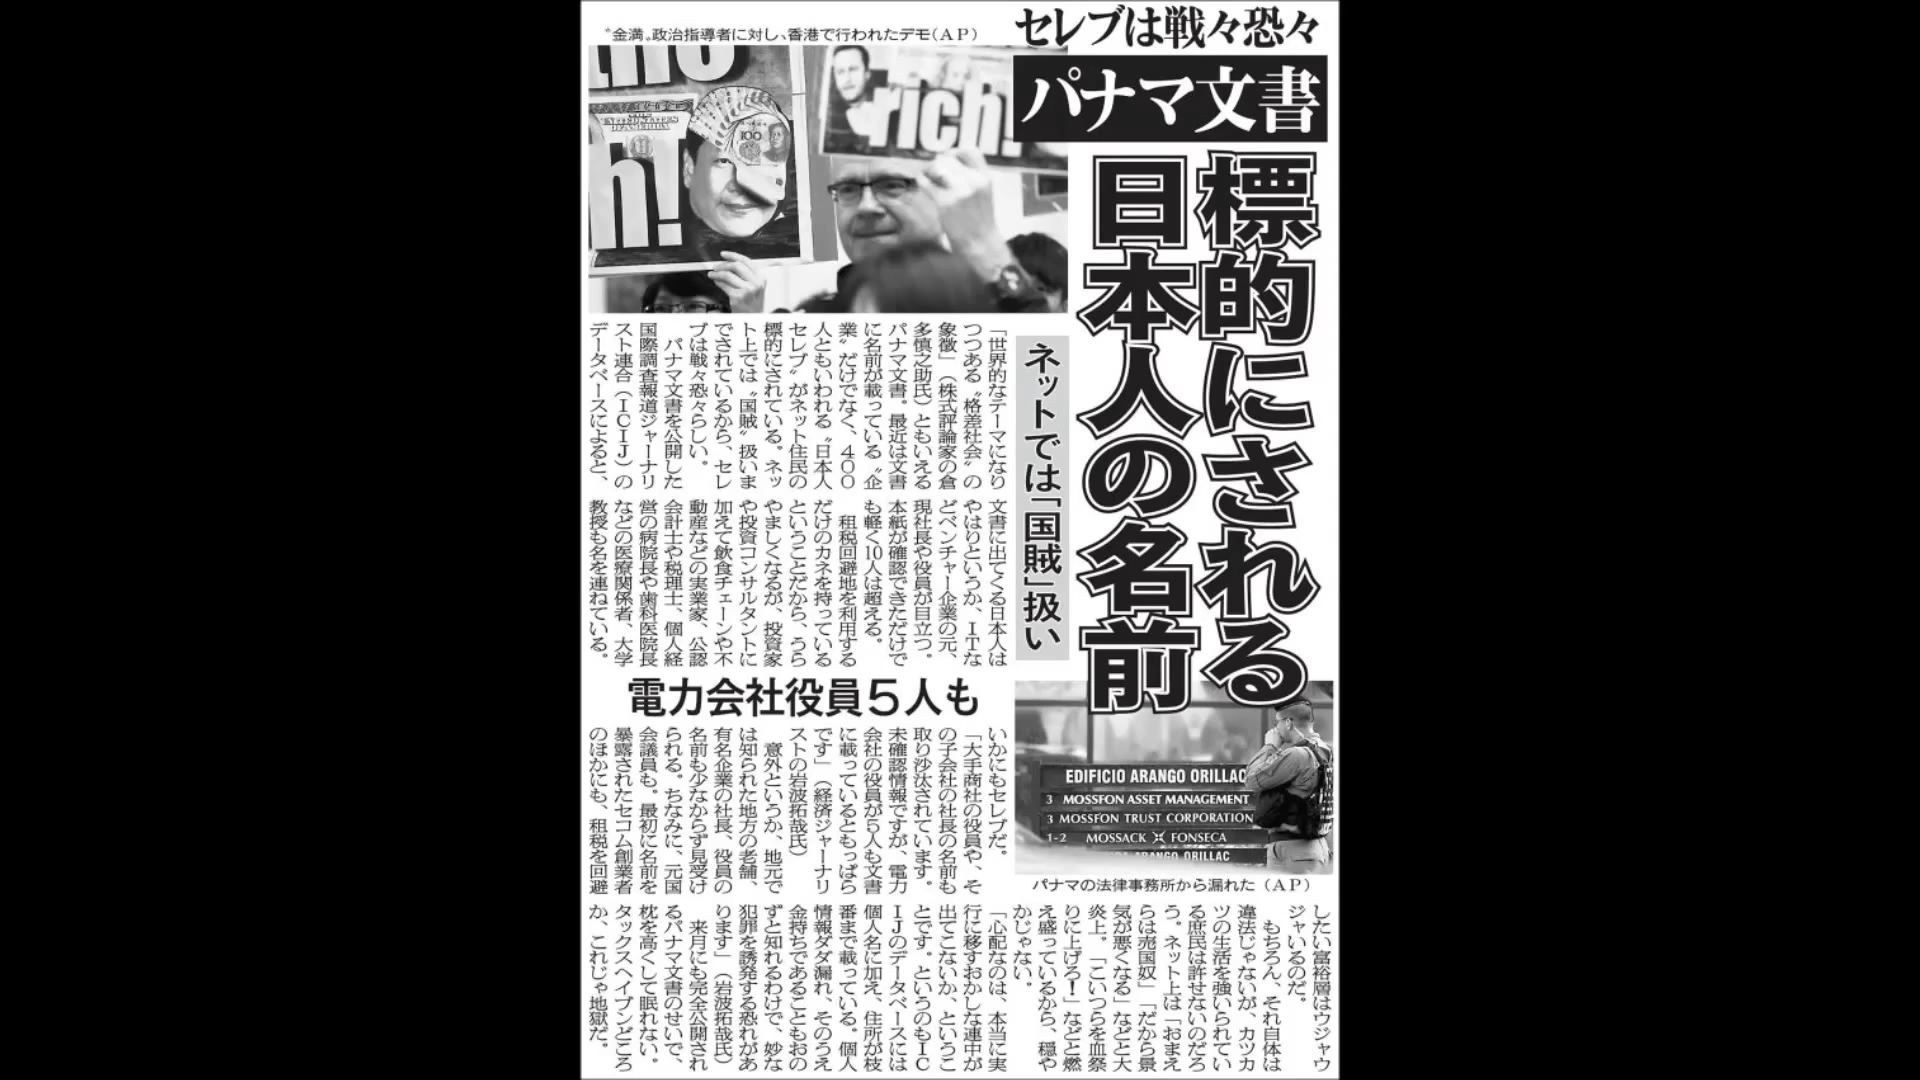 セレブは戦々恐々
パナマ文書
標的にされる
日本人の名前
ネットでは「国賊」扱い
〝金満〟政治指導者に対し、香港で行われたデモ(AP)
the
UNITED STATES
OF AMERICA
100
h!
rich!
「世界的なテーマになり
つつある〝格差社会〟の
象徴」(株式評論家の倉
多慎之助氏)ともいえる
パナマ文書。最近は文書
に名前が載っている〝企
業〟だけでなく、400
人ともいわれる〝日本人
セレブ〟がネット住民の
標的にされている。ネッ
ト上では〝国賊〟扱いま
でされているから、セレ
ブは戦々恐々らしい。
パナマ文書を公開した
国際調査報道ジャーナリ
スト連合(ICIJ)の
データベースによると、
文書に出てくる日本人は
やはりというか、ITな
どベンチャー企業の元、
現社長や役員が目立つ。
本紙が確認できただけで
も軽く10人は超える。
租税回避地を利用する
だけのカネを持っている
ということだから、うら
やましくなるが、投資家
や投資コンサルタントに
加えて飲食チェーンや不
動産などの実業家、公認
会計士や税理士、個人経
営の病院長や歯科医院長
などの医療関係者、大学
教授も名を連ねている。
電力会社役員5人も
いかにもセレブだ。
「大手商社の役員や、そ
の子会社の社長の名前も
取り沙汰されています。
未確認情報ですが、電力
会社の役員が5人も文書
に載っているともっぱら
です」(経済ジャーナリ
ストの岩波拓哉氏)
意外というか、地元で
は知られた地方の老舗、
有名企業の社長、役員の
名前も少なからず見受け
られる。ちなみに、元国
会議員も、最初に名前を
暴露されたセコム創業者
のほかにも、租税を回避
EDIFICIO ARANGO ORILLAC
3 MOSSFON ASSET MANAGEMENT
3 MOSSFON TRUST CORPORATION
1-2 MOSSACK FONSECA
ARANGO ORILLAC
パナマの法律事務所から漏れた(AP)
したい富裕層はウジャウ
ジャいるのだ。
もちろん、それ自体は
違法じゃないが、カツカ
ツの生活を強いられてい
る庶民は許せないのだろ
う。ネット上は「おまえ
らは売国奴」「だから景
気が悪くなる」などと大
炎上。「こいつらを血祭
りに上げろ!」などと燃
え盛っているから、穏や
かじゃない。
「心配なのは、本当に実
行に移すおかしな連中が
出てこないか、というこ
とです。というのもIC
IJのデータベースには
個人名に加え、住所が枝
番まで載っている。個人
情報ダダ漏れ、そのうえ
金持ちであることもおの
ずと知れるわけで、妙な
犯罪を誘発する恐れがあ
ります」(岩波拓哉氏)
来月にも完全公開され
るパナマ文書のせいで、
枕を高くして眠れない。
タックスヘイブンどころ
か、これじゃ地獄だ。